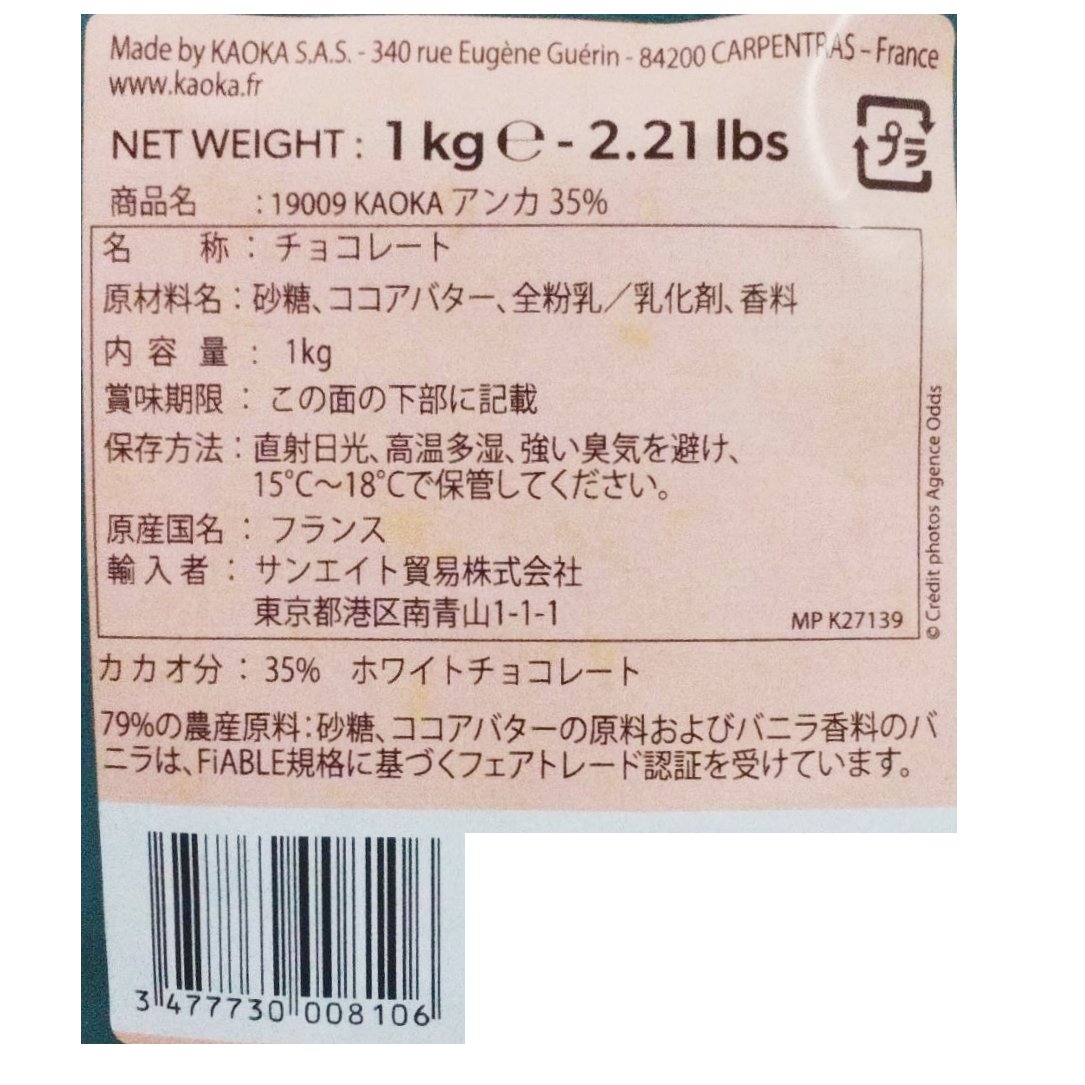 Made by KAOKA S.A.S. - 340 rue Eugène Guérin - 84200 CARPENTRAS – France
www.kaoka.fr
NET WEIGHT : 1 kg ℮ - 2.21 lbs
プラ
商品名 : 19009 KAOKA アンカ 35%
名 称 : チョコレート
原材料名 : 砂糖、ココアバター、全粉乳／乳化剤、香料
内 容 量 : 1kg
賞味期限 : この面の下部に記載
保存方法 : 直射日光、高温多湿、強い臭気を避け、
15℃～18℃で保管してください。
原産国名 : フランス
輸 入 者 : サンエイト貿易株式会社
東京都港区南青山1-1-1
MP K27139
© Crédit photos Agence Odds
カカオ分 : 35% ホワイトチョコレート
79%の農産原料：砂糖、ココアバターの原料およびバニラ香料のバ
ニラは、FiABLE規格に基づくフェアトレード認証を受けています。
3 477730 008106